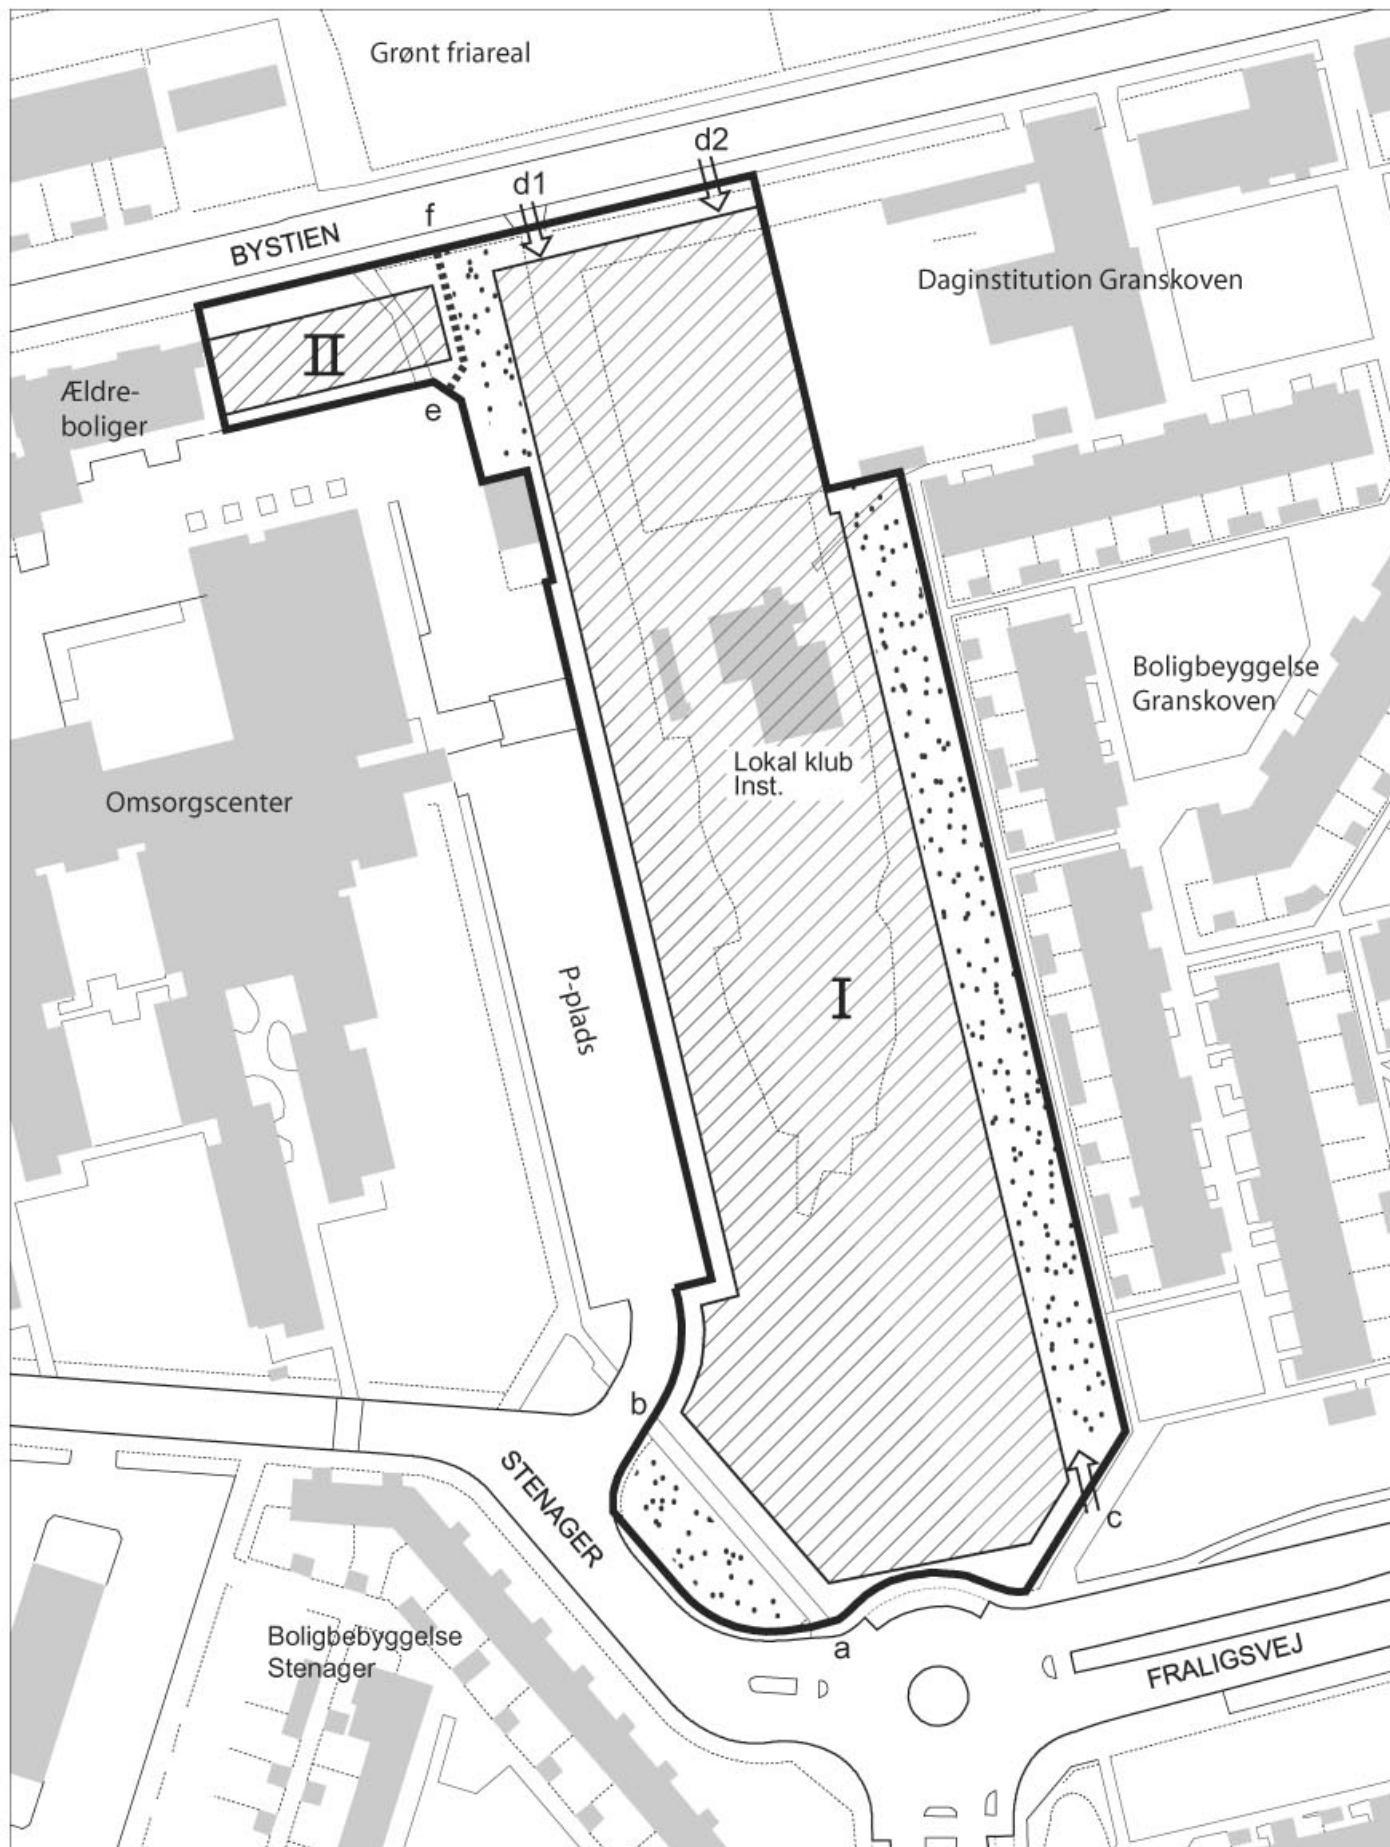 Grønt friareal
d2
d1
f
BYSTIEN
Daginstitution Granskoven
II
Ældre-
boliger
e
Boligbeyggelse
Granskoven
Lokal klub
Inst.
Omsorgscenter
P-plads
I
b
STENAGER
c
Boligbebyggelse
Stenager
a
FRALIGSVEJ